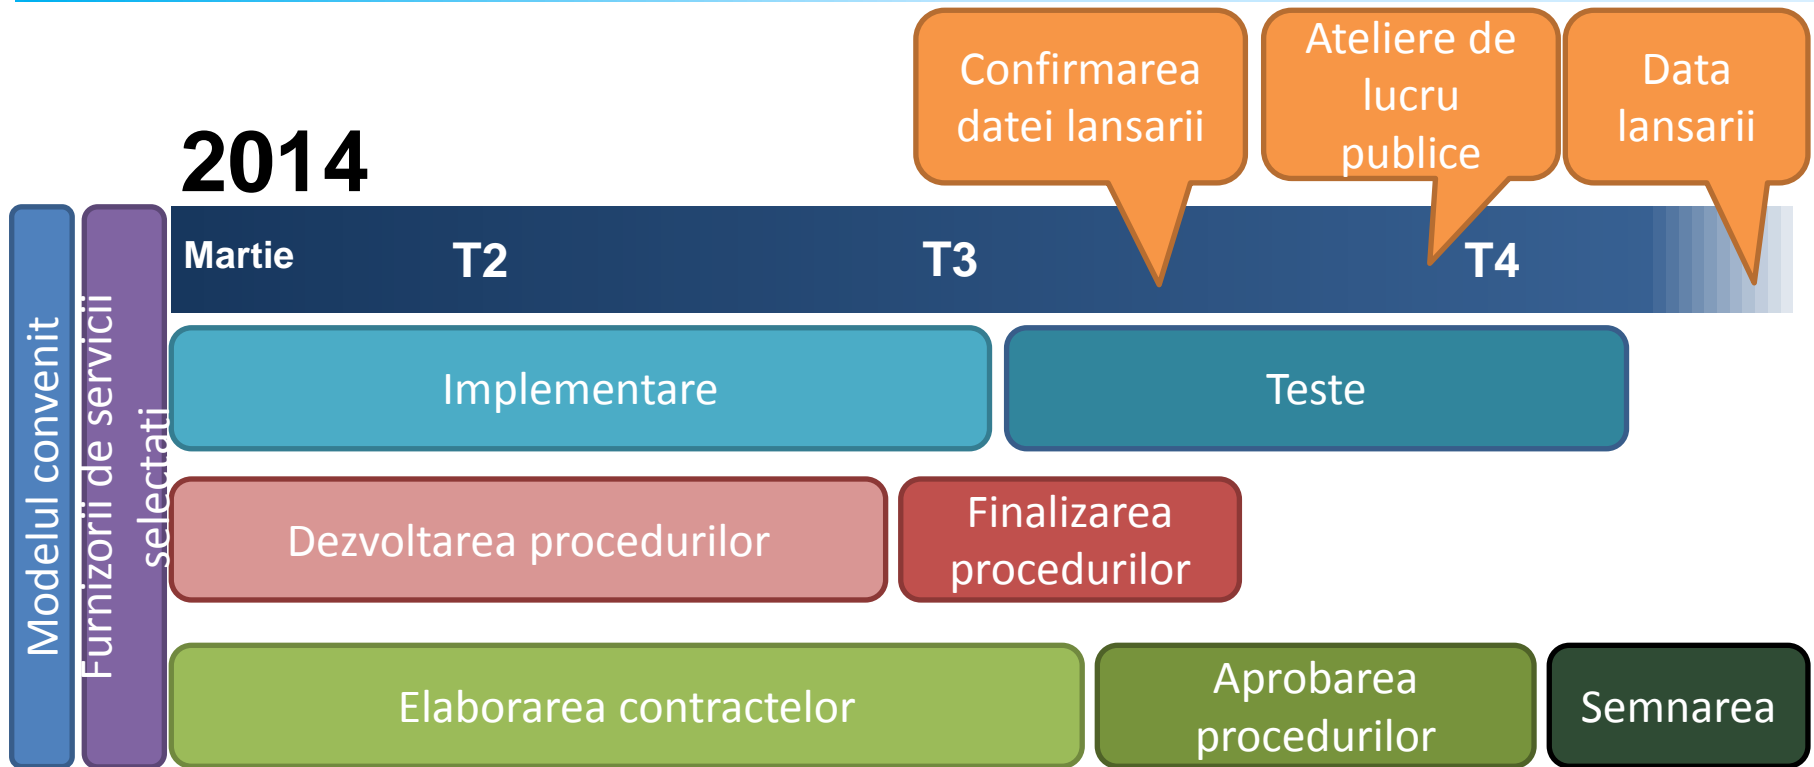 Confirmarea
datei lansarii
Ateliere de
lucru
publice
Data
lansarii
2014
Martie
T2
T3
T4
Modelul convenit
Furnizorii de servicii
selectati
Implementare
Teste
Dezvoltarea procedurilor
Finalizarea
procedurilor
Elaborarea contractelor
Aprobarea
procedurilor
Semnarea